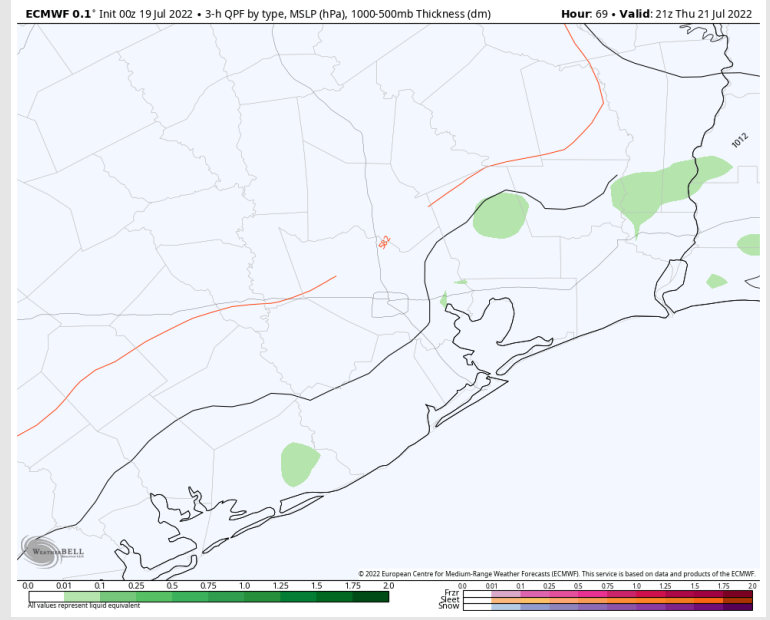 ECMWF 0.1° Init 00z 19 Jul 2022 • 3-h QPF by type, MSLP (hPa), 1000-500mb Thickness (dm) Hour: 69 • Valid: 21z Thu 21 Jul 2022
1012
582
WEATHERBELL
© 2022 European Centre for Medium-Range Weather Forecasts (ECMWF). This service is based on data and products of the ECMWF.
0.0 0.01 0.1 0.25 0.5 0.75 1.0 1.25 1.5 1.75 2.0
All values represent liquid equivalent
0.0 0.01 0.1 0.25 0.5 0.75 1.0 1.25 1.5 1.75 2.0
Frzr
Sleet
Snow